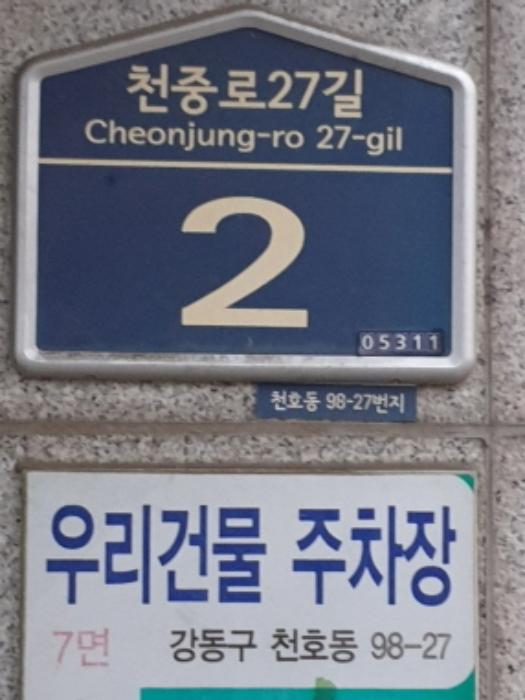 천중로27길
Cheonjung-ro 27-gil
2
05311
천호동 98-27번지
우리건물 주차장
7면 강동구 천호동 98-27